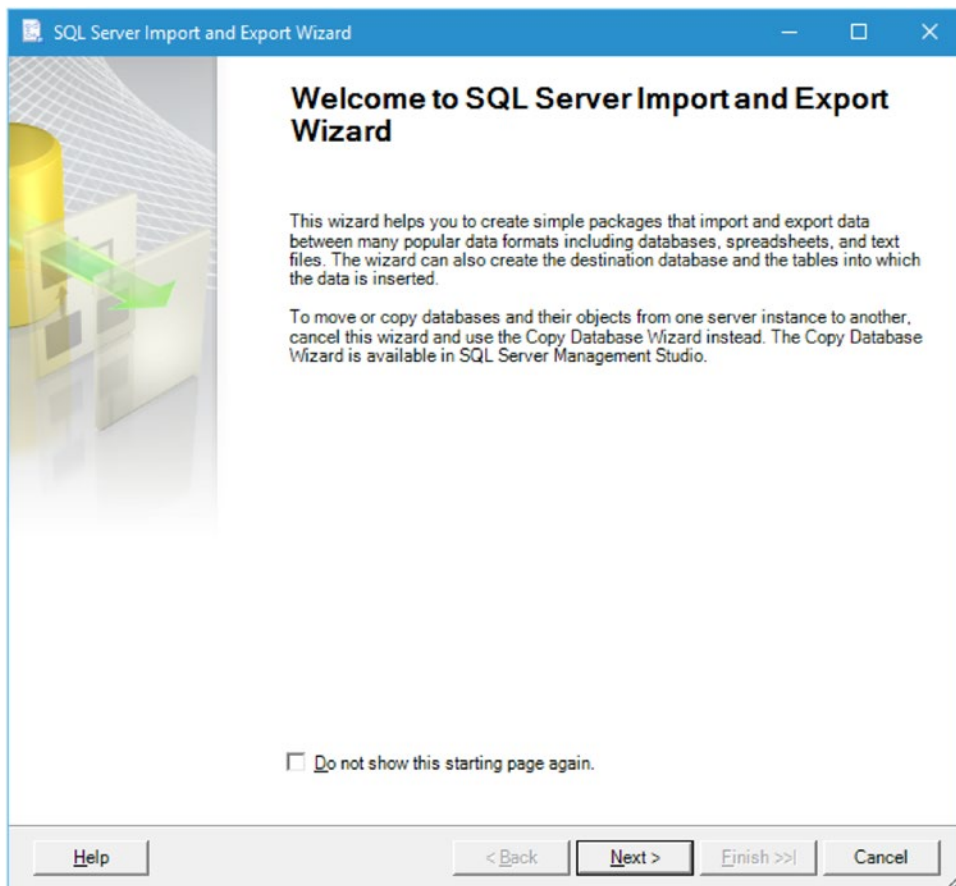 SQL Server Import and Export Wizard
Welcome to SQL Server Import and Export
Wizard
This wizard helps you to create simple packages that import and export data
between many popular data formats including databases, spreadsheets, and text
files. The wizard can also create the destination database and the tables into which
the data is inserted.
To move or copy databases and their objects from one server instance to another,
cancel this wizard and use the Copy Database Wizard instead. The Copy Database
Wizard is available in SQL Server Management Studio.
Do not show this starting page again.
Help < Back Next > Finish >>| Cancel